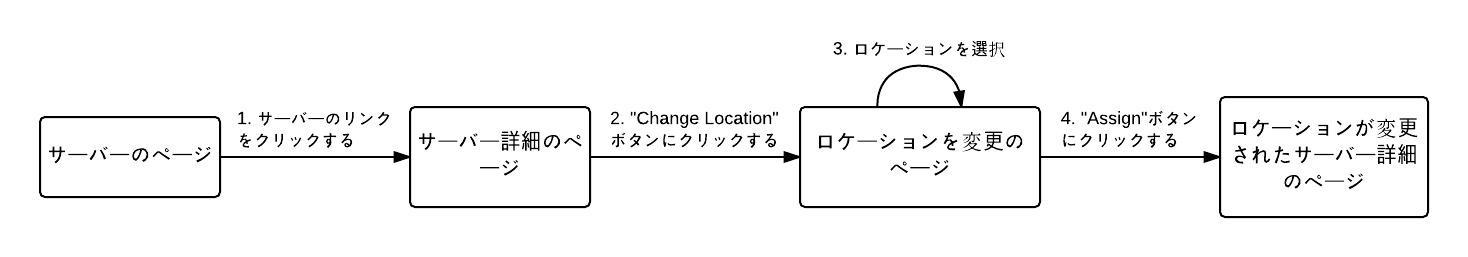 サーバーのページ
1. サーバーのリンク
をクリックする
サーバー詳細のペ
ージ
2. "Change Location"
ボタンにクリックする
3. ロケーションを選択
ロケーションを変更の
ページ
4. "Assign"ボタン
にクリックする
ロケーションが変更
されたサーバー詳細
のページ